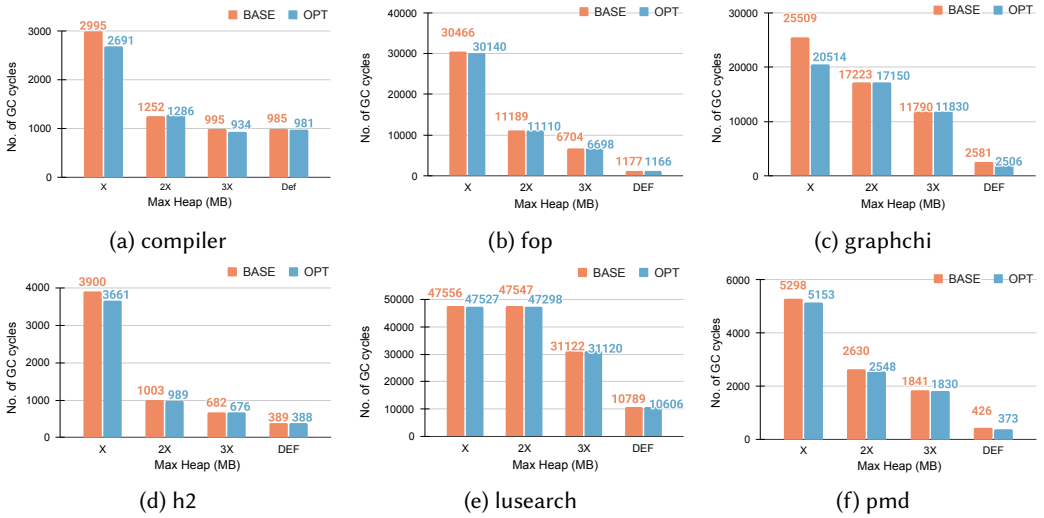 BASE OPT
2995
2691
1252
1286
995
934
985
981
3000
2000
1000
0
No. of GC cycles
X 2X 3X Def
Max Heap (MB)
(a) compiler
BASE OPT
30466
30140
11189
11110
6704
6698
1177
1166
40000
30000
20000
10000
0
No. of GC cycles
X 2X 3X DEF
Max Heap (MB)
(b) fop
BASE OPT
25509
20514
17223
17150
11790
11830
2581
2506
30000
20000
10000
0
No. of GC cycles
X 2X 3X DEF
Max Heap (MB)
(c) graphchi
BASE OPT
3900
3661
1003
989
682
676
389
388
4000
3000
2000
1000
0
No. of GC cycles
X 2X 3X DEF
Max Heap (MB)
(d) h2
BASE OPT
47556
47527
47547
47298
31122
31120
10789
10606
50000
40000
30000
20000
10000
0
No. of GC cycles
X 2X 3X DEF
Max Heap (MB)
(e) lusearch
BASE OPT
5298
5153
2630
2548
1841
1830
426
373
6000
4000
2000
0
No. of GC cycles
X 2X 3X DEF
Max Heap (MB)
(f) pmd